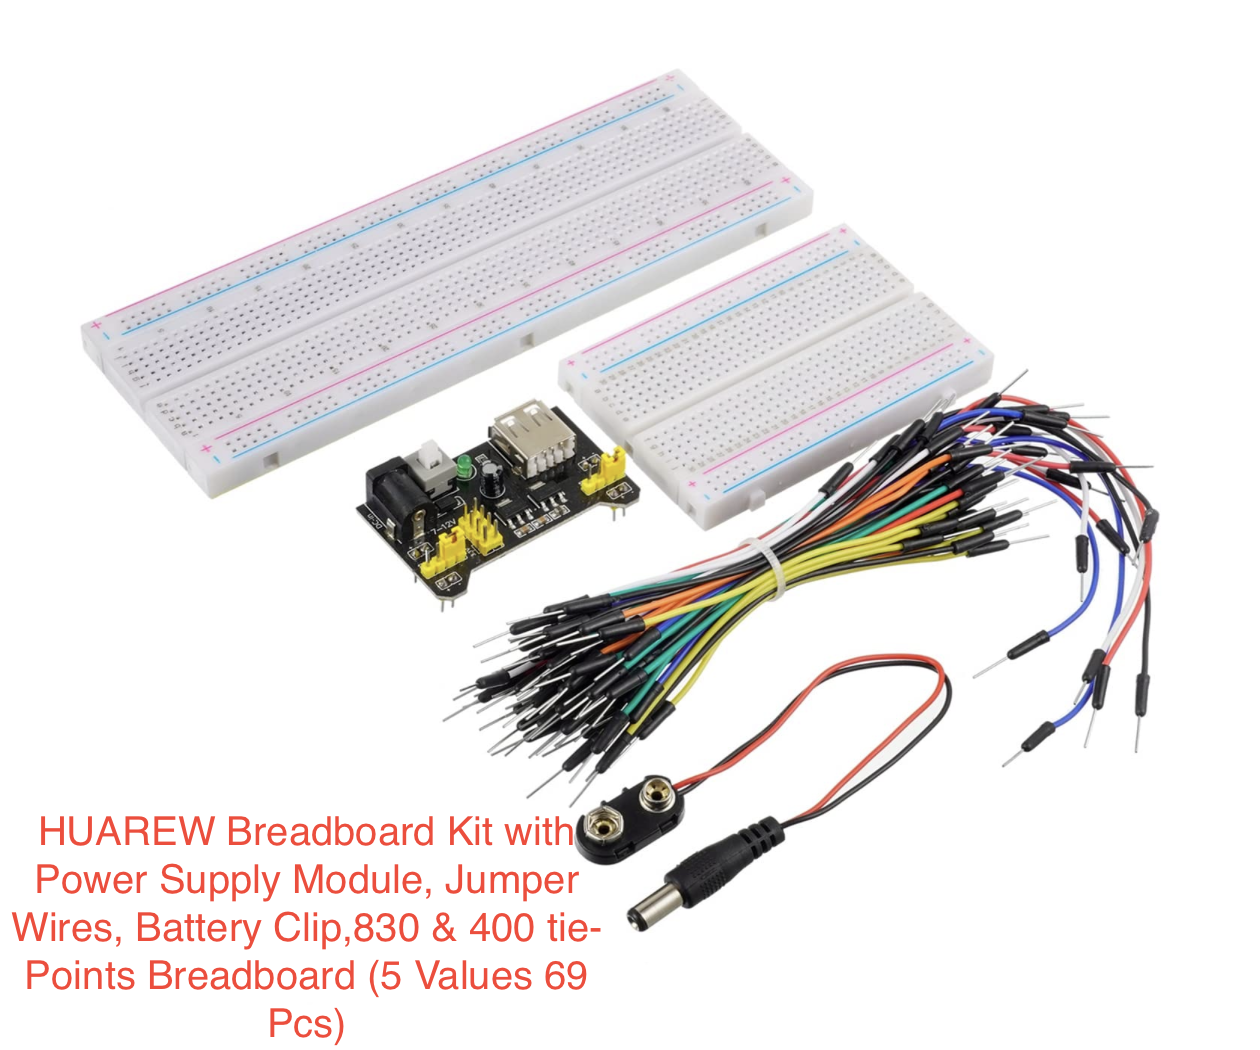 HUAREW Breadboard Kit with
Power Supply Module, Jumper
Wires, Battery Clip,830 & 400 tie-
Points Breadboard (5 Values 69
Pcs)